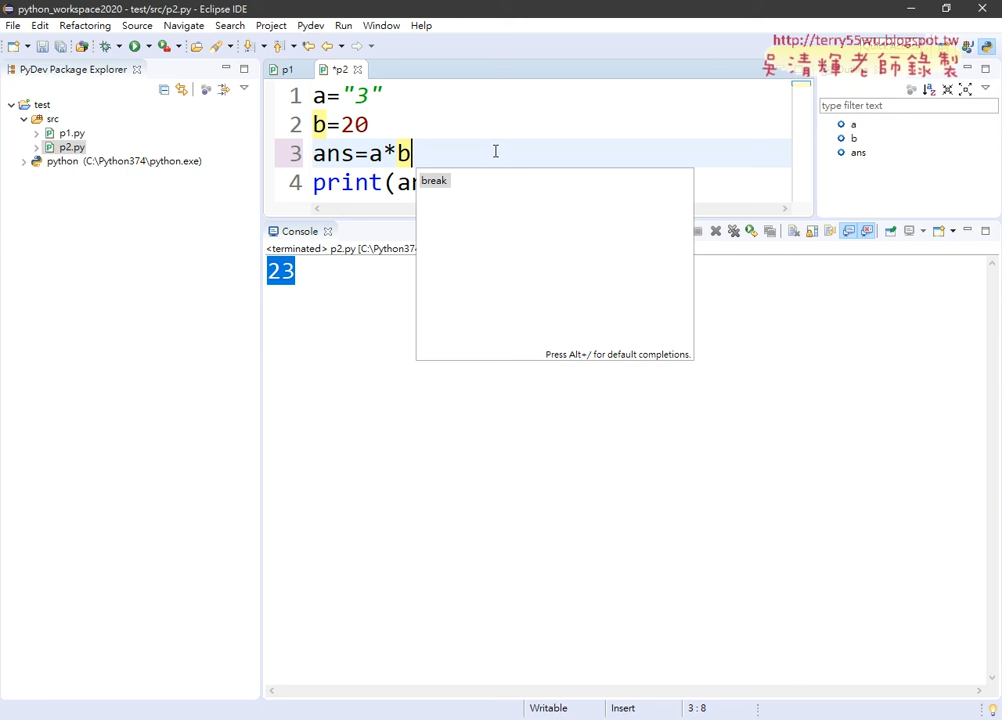 python_workspace2020 - test/src/p2.py - Eclipse IDE
File Edit Refactoring Source Navigate Search Project Pydev Run Window Help
http://terry55wu.blogspot.tw
吳清輝老師錄製
PyDev Package Explorer
p1
*p2
test
src
p1.py
p2.py
python (C:\Python374\python.exe)
1 a="3"
2 b=20
3 ans=a*b
4 print(an
break
Press Alt+/ for default completions.
type filter text
a
b
ans
Console
<terminated> p2.py [C:\Python37
23
Writable
Insert
3 : 8